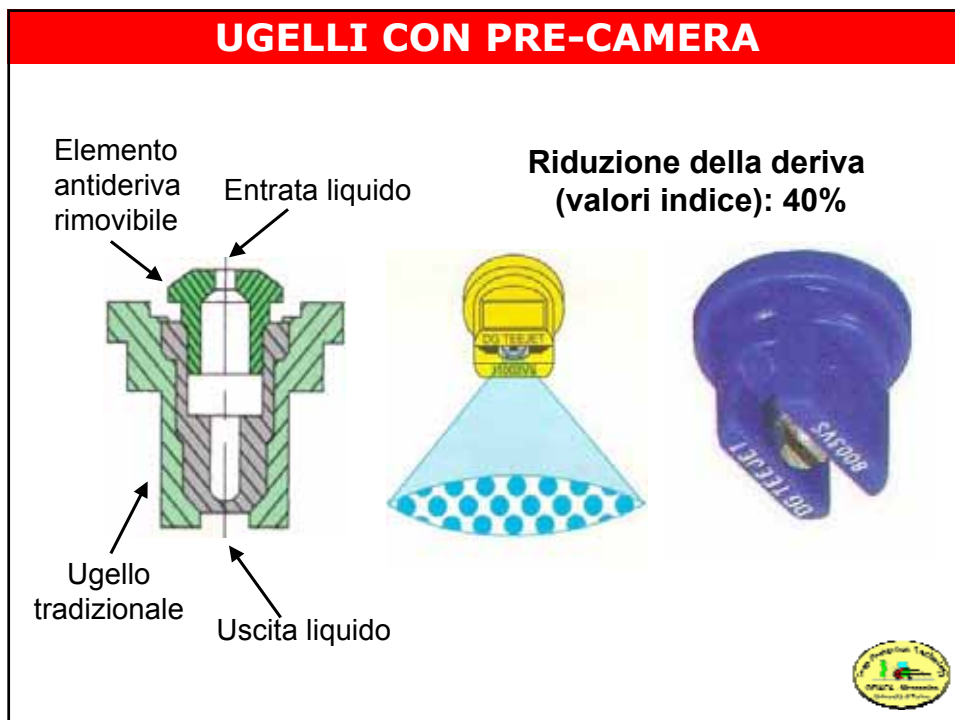 UGELLI CON PRE-CAMERA
Elemento
antideriva
rimovibile
Entrata liquido
Riduzione della deriva
(valori indice): 40%
DG TEEJET
DG TEEJET
8003VS
Ugello
tradizionale
Uscita liquido